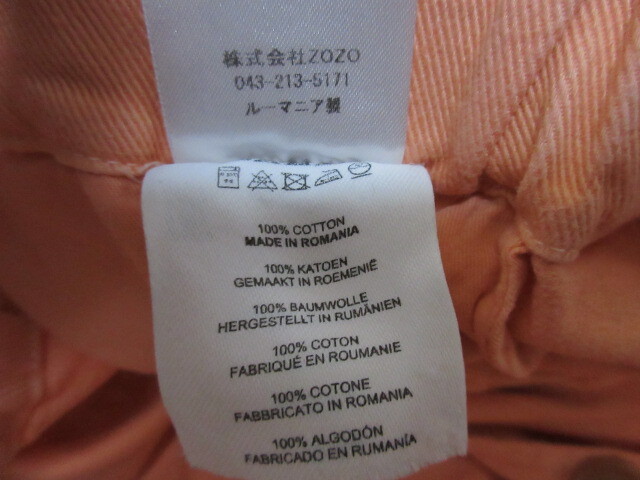 株式会社ZOZO
043-213-5171
ルーマニア製
100% COTTON
MADE IN ROMANIA
100% KATOEN
GEMAAKT IN ROEMENIË
100% BAUMWOLLE
HERGESTELLT IN RUMÄNIEN
100% COTON
FABRIQUÉ EN ROUMANIE
100% COTONE
FABBRICATO IN ROMANIA
100% ALGODÓN
FABRICADO EN RUMANÍA